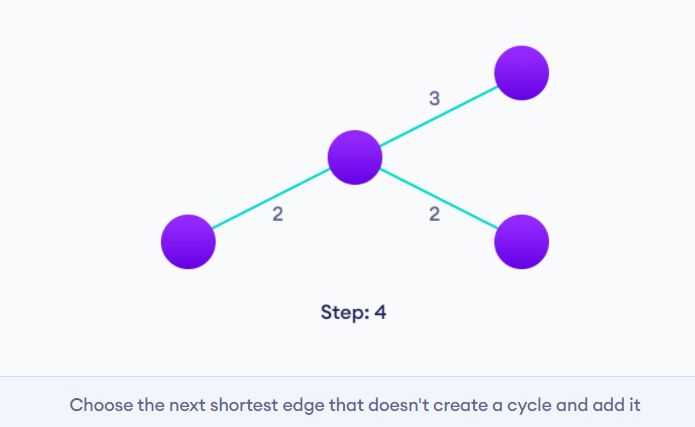 3
2
2
Step: 4
Choose the next shortest edge that doesn't create a cycle and add it